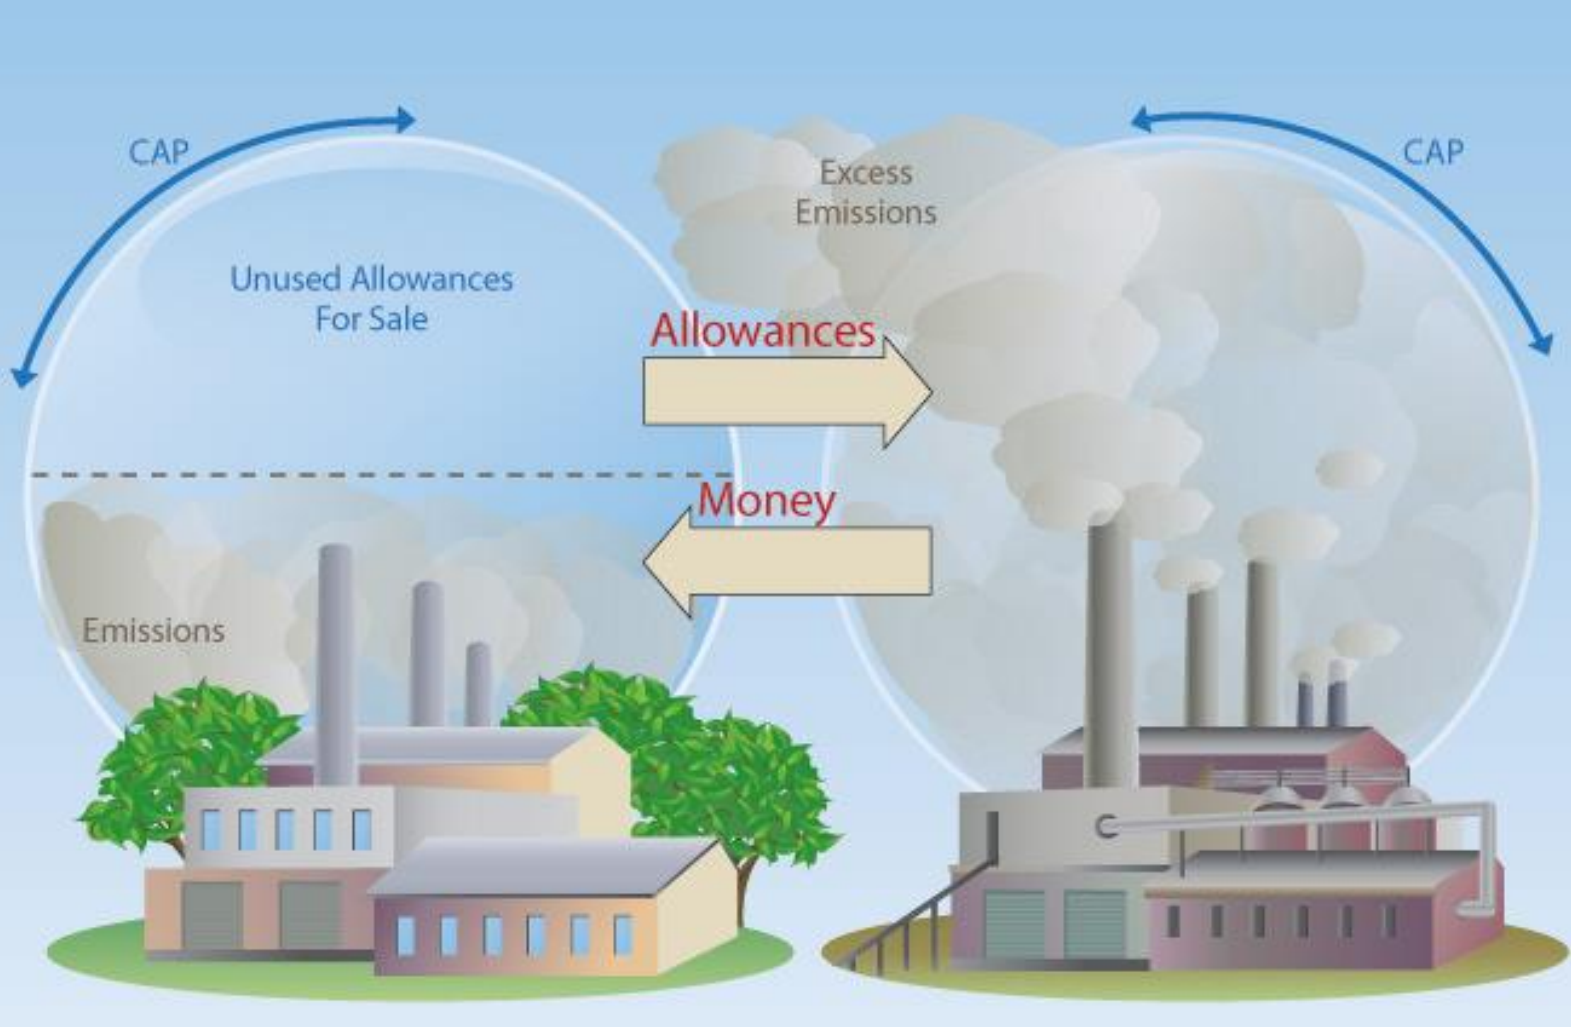 CAP
CAP
Excess
Emissions
Unused Allowances
For Sale
Allowances
Money
Emissions